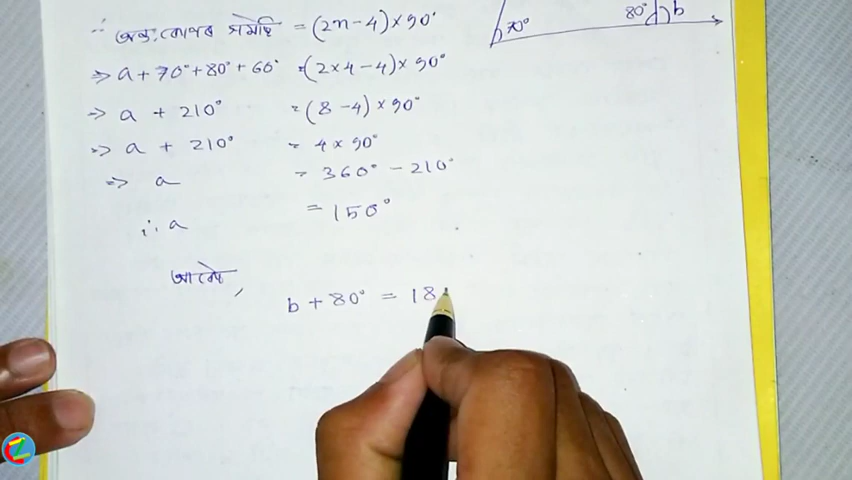 ∴ অন্তঃকোণৰ সমষ্টি = (2n-4)×90°
⇒ a+70°+80°+60° = (2×4-4)×90°
⇒ a + 210° = (8-4)×90°
⇒ a + 210° = 4×90°
⇒ a = 360° - 210°
∴ a = 150°
আকৌ,
b + 80° = 18
70° 80° b